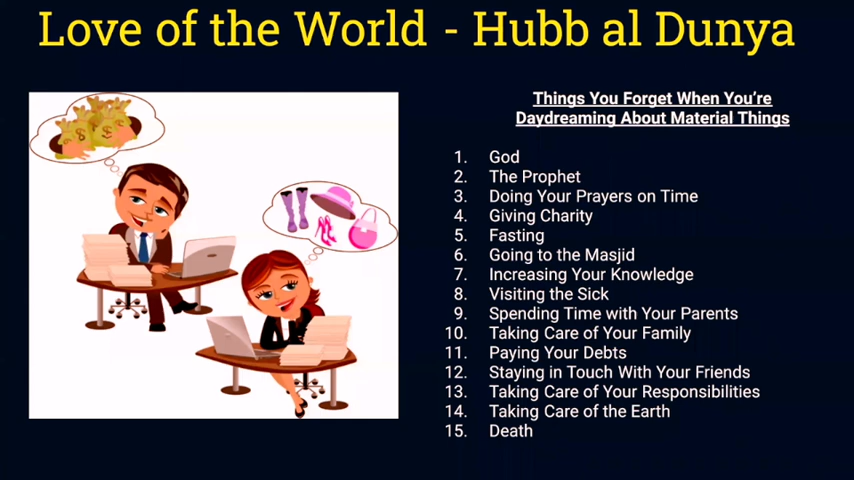 Love of the World - Hubb al Dunya
Things You Forget When You're
Daydreaming About Material Things
1. God
2. The Prophet
3. Doing Your Prayers on Time
4. Giving Charity
5. Fasting
6. Going to the Masjid
7. Increasing Your Knowledge
8. Visiting the Sick
9. Spending Time with Your Parents
10. Taking Care of Your Family
11. Paying Your Debts
12. Staying in Touch With Your Friends
13. Taking Care of Your Responsibilities
14. Taking Care of the Earth
15. Death